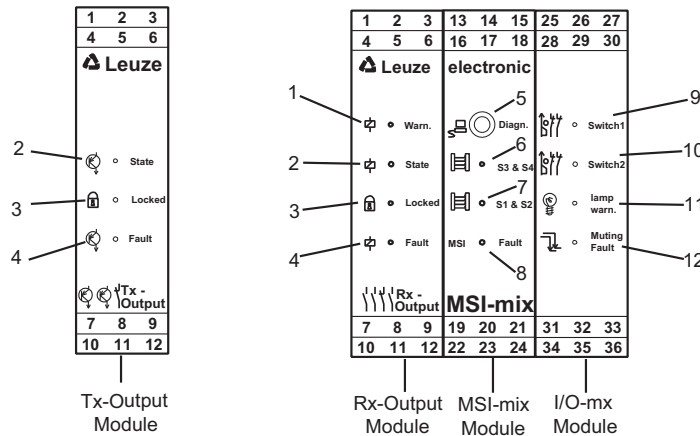 1 2 3
4 5 6
Leuze
2
State
3
Locked
4
Fault
Tx -
Output
7 8 9
10 11 12
Tx-Output
Module
1 2 3 13 14 15 25 26 27
4 5 6 16 17 18 28 29 30
Leuze electronic
1
Warn.
5
Diagn.
9
Switch1
2
State
6
S3 & S4
10
Switch2
3
Locked
7
S1 & S2
11
lamp
warn.
4
Fault
MSI
Fault
8
Muting
Fault
12
Rx -
Output
MSI-mix
7 8 9 19 20 21 31 32 33
10 11 12 22 23 24 34 35 36
Rx-Output
Module
MSI-mix
Module
I/O-mx
Module